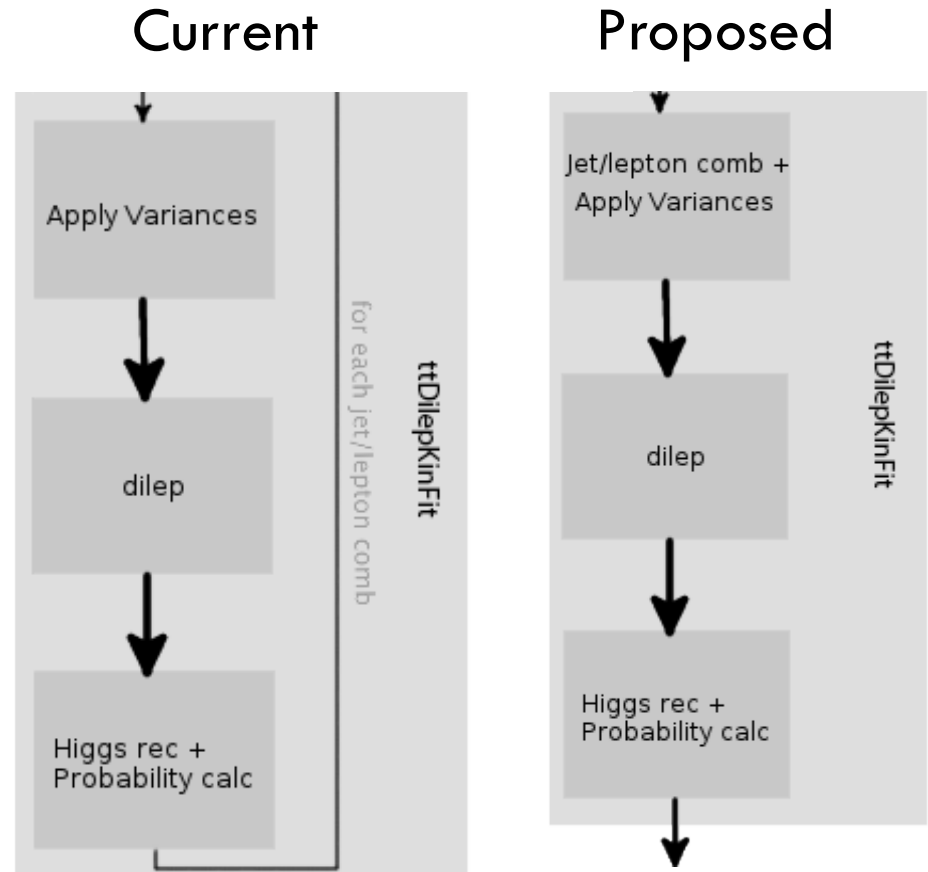 Current
Apply Variances
dilep
Higgs rec +
Probability calc
for each jet/lepton comb
ttDilepKinFit
Proposed
Jet/lepton comb +
Apply Variances
dilep
Higgs rec +
Probability calc
ttDilepKinFit